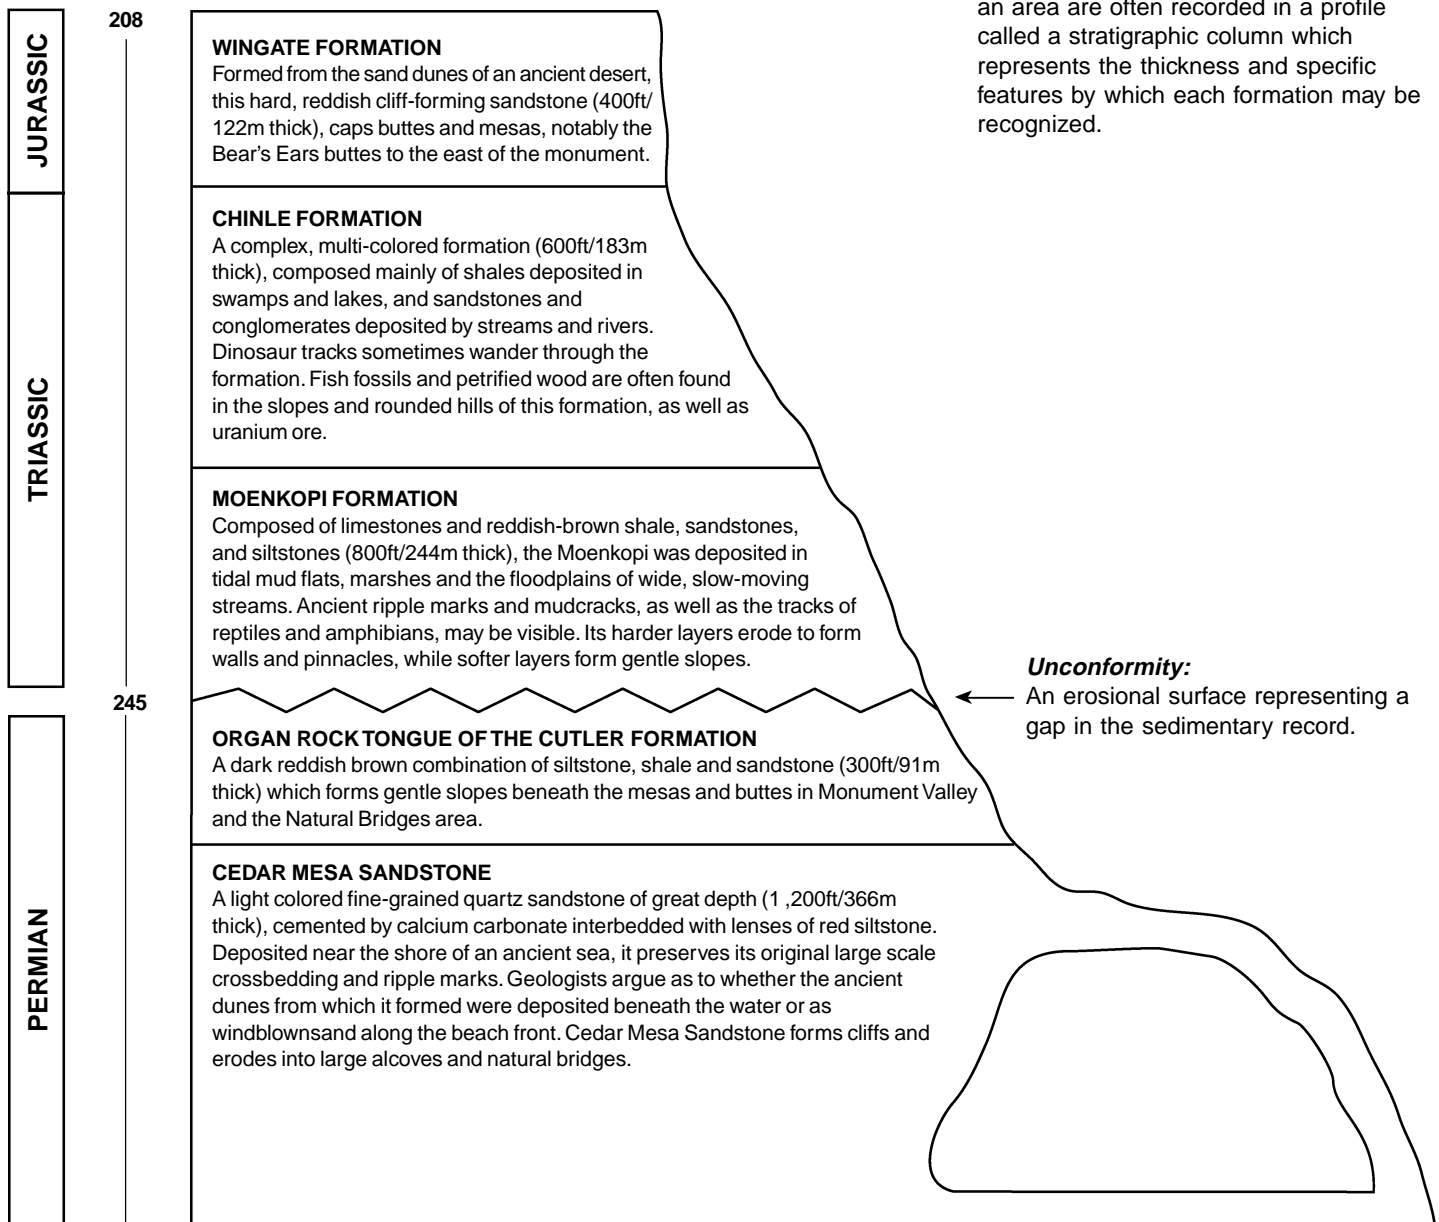 208
JURASSIC
WINGATE FORMATION
Formed from the sand dunes of an ancient desert,
this hard, reddish cliff-forming sandstone (400ft/
122m thick), caps buttes and mesas, notably the
Bear's Ears buttes to the east of the monument.
an area are often recorded in a profile
called a stratigraphic column which
represents the thickness and specific
features by which each formation may be
recognized.
TRIASSIC
CHINLE FORMATION
A complex, multi-colored formation (600ft/183m
thick), composed mainly of shales deposited in
swamps and lakes, and sandstones and
conglomerates deposited by streams and rivers.
Dinosaur tracks sometimes wander through the
formation. Fish fossils and petrified wood are often found
in the slopes and rounded hills of this formation, as well as
uranium ore.
MOENKOPI FORMATION
Composed of limestones and reddish-brown shale, sandstones,
and siltstones (800ft/244m thick), the Moenkopi was deposited in
tidal mud flats, marshes and the floodplains of wide, slow-moving
streams. Ancient ripple marks and mudcracks, as well as the tracks of
reptiles and amphibians, may be visible. Its harder layers erode to form
walls and pinnacles, while softer layers form gentle slopes.
Unconformity:
An erosional surface representing a
gap in the sedimentary record.
245
PERMIAN
ORGAN ROCK TONGUE OF THE CUTLER FORMATION
A dark reddish brown combination of siltstone, shale and sandstone (300ft/91m
thick) which forms gentle slopes beneath the mesas and buttes in Monument Valley
and the Natural Bridges area.
CEDAR MESA SANDSTONE
A light colored fine-grained quartz sandstone of great depth (1 ,200ft/366m
thick), cemented by calcium carbonate interbedded with lenses of red siltstone.
Deposited near the shore of an ancient sea, it preserves its original large scale
crossbedding and ripple marks. Geologists argue as to whether the ancient
dunes from which it formed were deposited beneath the water or as
windblownsand along the beach front. Cedar Mesa Sandstone forms cliffs and
erodes into large alcoves and natural bridges.